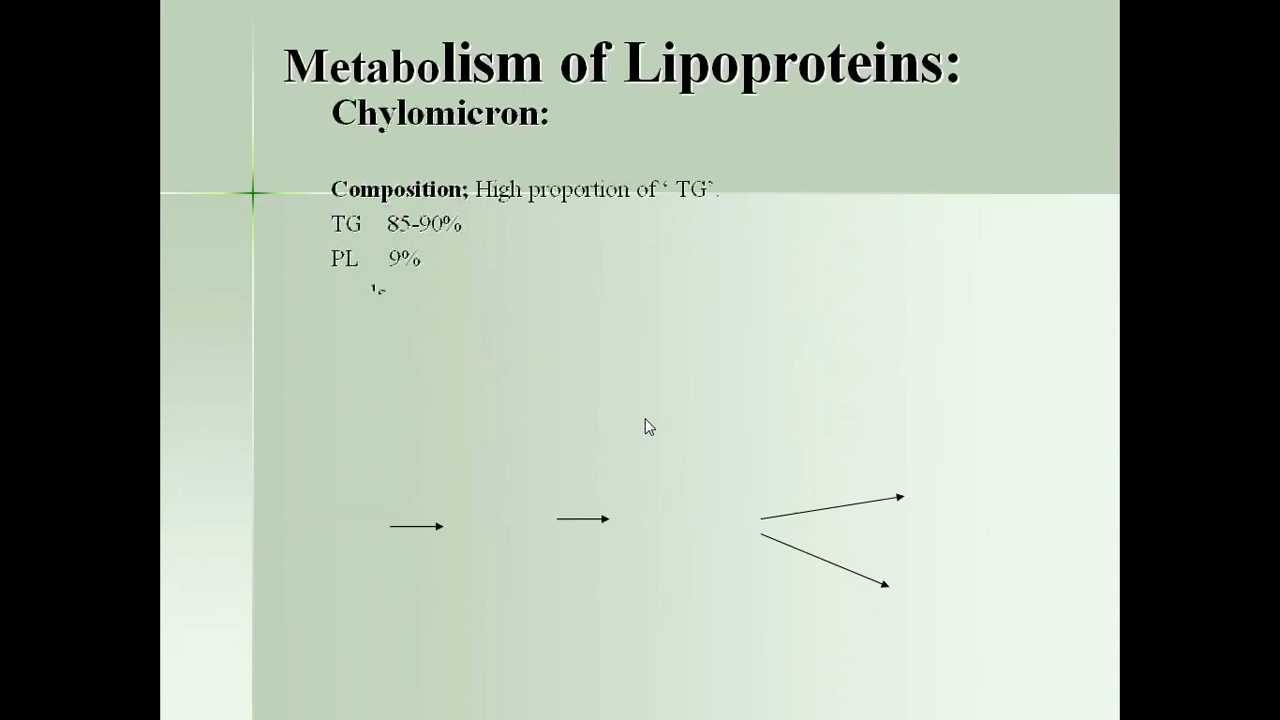 Metabolism of Lipoproteins:
Chylomicron:
Composition; High proportion of ‘ TG’.
TG 85-90%
PL 9%